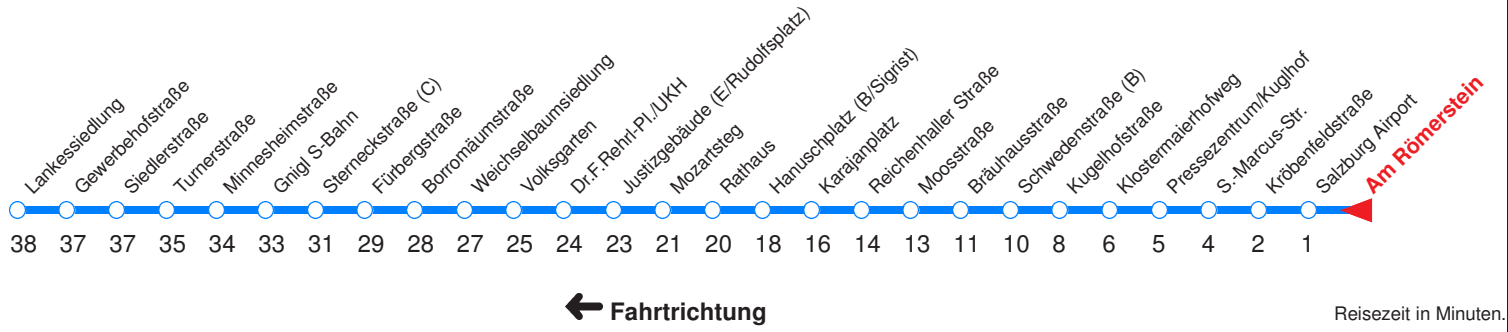 Lankessiedlung
Gewerbehofstraße
Siedlerstraße
Turnerstraße
Minnesheimstraße
Gnigl S-Bahn
Sterneckstraße (C)
Fürbergstraße
Borromäumstraße
Weichselbaumsiedlung
Volksgarten
Dr.F.Rehrl-Pl./UKH
Justizgebäude (E/Rudolfsplatz)
Mozartsteg
Rathaus
Hanuschplatz (B/Sigrist)
Karajanplatz
Reichenhaller Straße
Moosstraße
Bräuhausstraße
Schwedenstraße (B)
Kugelhofstraße
Klostermaierhofweg
Pressezentrum/Kuglhof
S.-Marcus-Str.
Kröbenfeldstraße
Salzburg Airport
Am Römerstein
38 37 37 35 34 33 31 29 28 27 25 24 23 21 20 18 16 14 13 11 10 8 6 5 4 2 1
Fahrtrichtung
Reisezeit in Minuten.